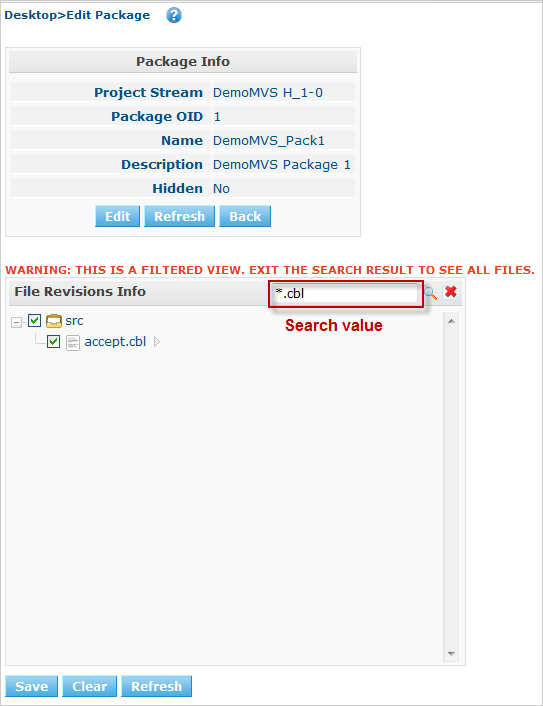 Desktop>Edit Package ?
Package Info
Project Stream DemoMVS H_1-0
Package OID 1
Name DemoMVS_Pack1
Description DemoMVS Package 1
Hidden No
Edit Refresh Back
WARNING: THIS IS A FILTERED VIEW. EXIT THE SEARCH RESULT TO SEE ALL FILES.
File Revisions Info *.cbl
Search value
src
accept.cbl
Save Clear Refresh